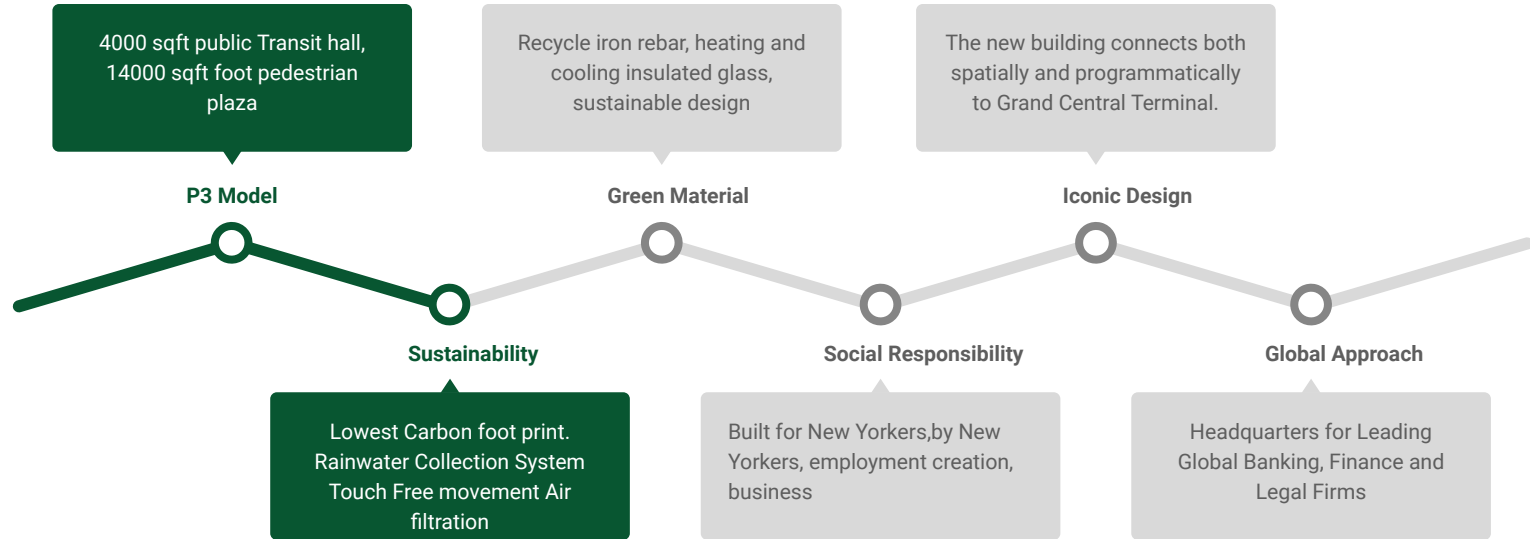 4000 sqft public Transit hall,
14000 sqft foot pedestrian
plaza
P3 Model
Recycle iron rebar, heating and
cooling insulated glass,
sustainable design
Green Material
The new building connects both
spatially and programmatically
to Grand Central Terminal.
Iconic Design
Sustainability
Lowest Carbon foot print.
Rainwater Collection System
Touch Free movement Air
filtration
Social Responsibility
Built for New Yorkers,by New
Yorkers, employment creation,
business
Global Approach
Headquarters for Leading
Global Banking, Finance and
Legal Firms